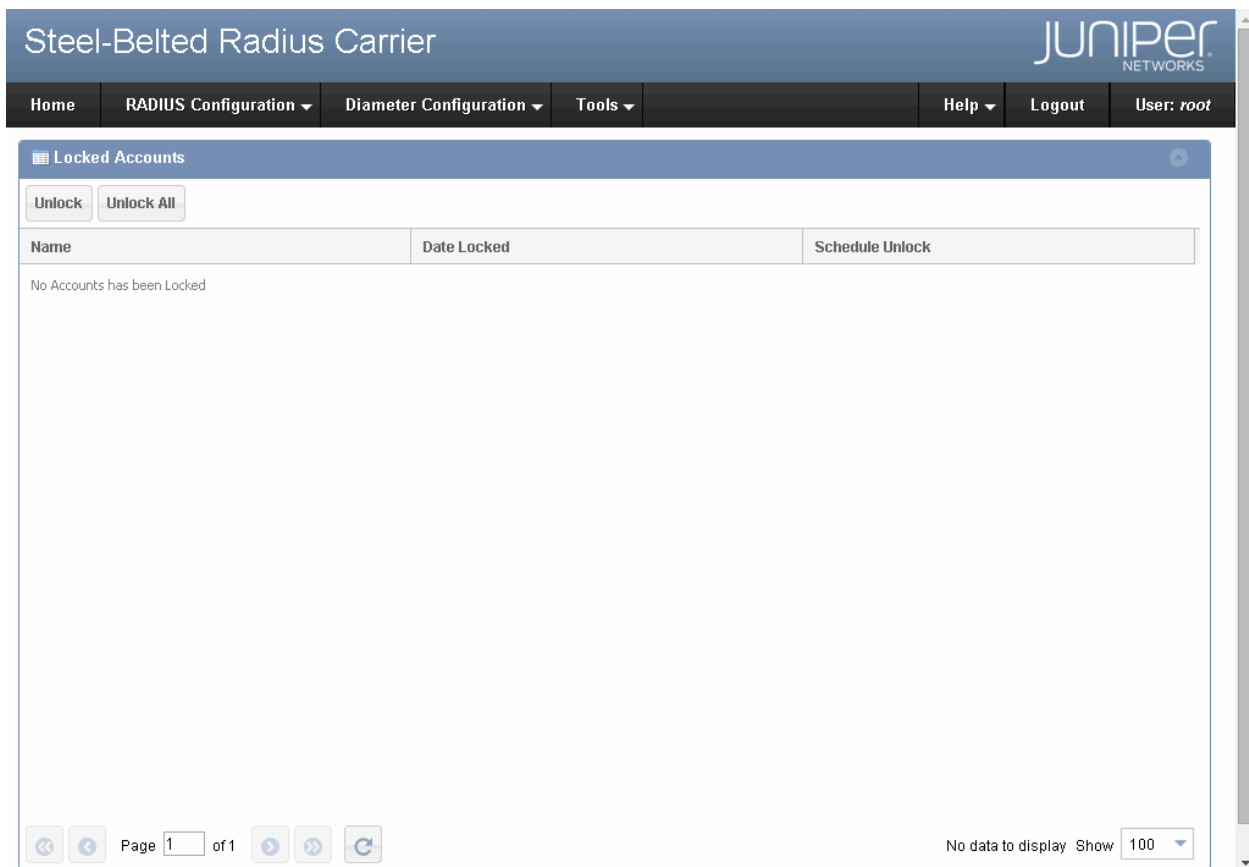 Steel-Belted Radius Carrier
JUNIPER
NETWORKS
Home RADIUS Configuration Diameter Configuration Tools Help Logout User: root
Locked Accounts
Unlock Unlock All
Name Date Locked Schedule Unlock
No Accounts has been Locked
Page 1 of 1 No data to display Show 100